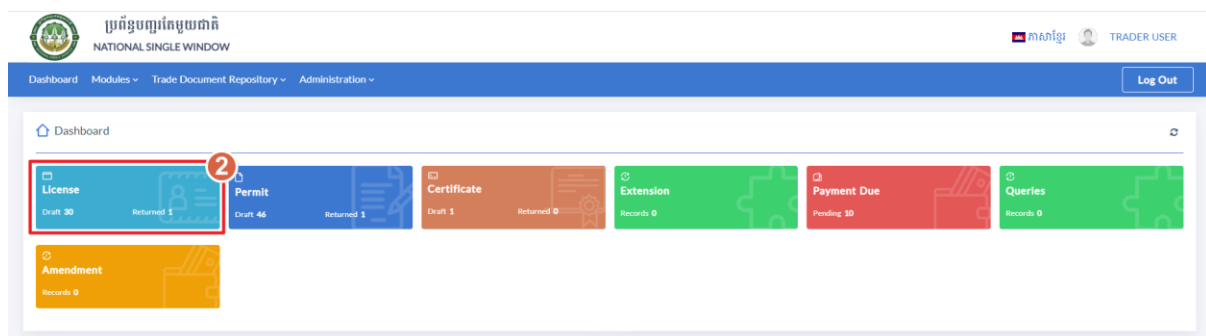 ប្រព័ន្ធបញ្ជរតែមួយជាតិ
NATIONAL SINGLE WINDOW
ភាសាខ្មែរ TRADER USER
Dashboard Modules Trade Document Repository Administration Log Out
Dashboard
2
License Permit Certificate Extension Payment Due Queries
Draft 30 Returned 1 Draft 46 Returned 1 Draft 1 Returned 0 Records 0 Pending 10 Records 0
Amendment
Records 0